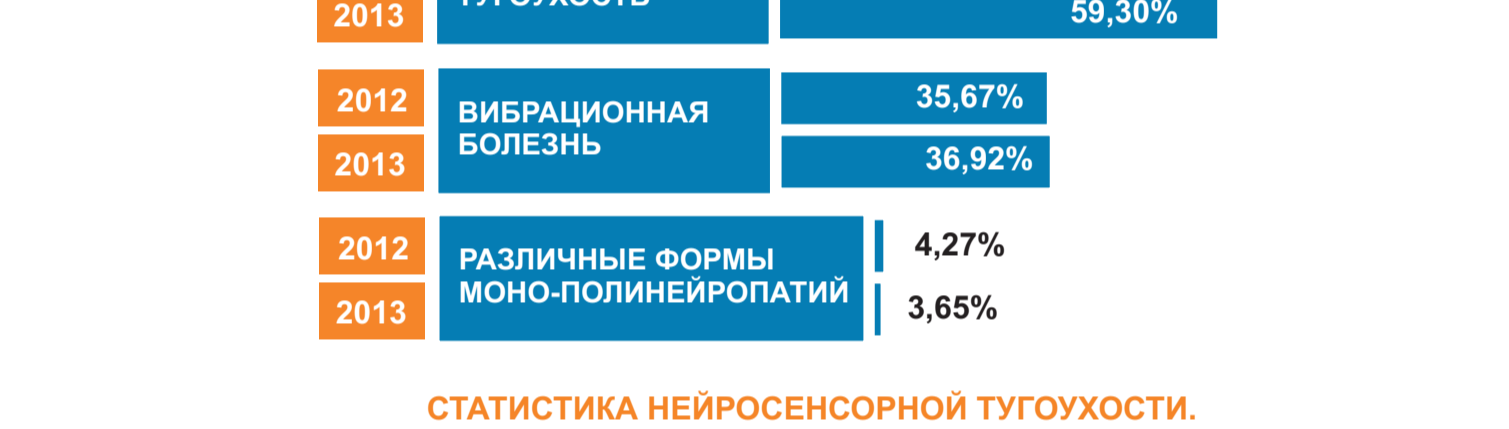 2013
ТУГОУХОСТЬ
59,30%
2012
ВИБРАЦИОННАЯ
БОЛЕЗНЬ
35,67%
2013
36,92%
2012
РАЗЛИЧНЫЕ ФОРМЫ
МОНО-ПОЛИНЕЙРОПАТИЙ
4,27%
2013
3,65%
СТАТИСТИКА НЕЙРОСЕНСОРНОЙ ТУГОУХОСТИ.